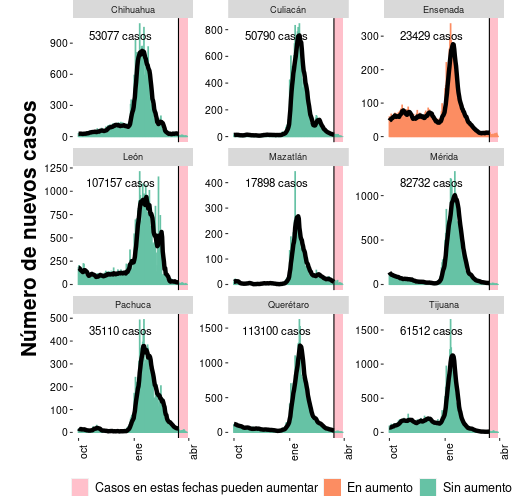 Chihuahua
Culiacán
Ensenada
53077 casos
50790 casos
23429 casos
900
600
300
0
800
600
400
200
0
300
200
100
0
León
Mazatlán
Mérida
107157 casos
17898 casos
82732 casos
1250
1000
750
500
250
0
400
300
200
100
0
1000
500
0
Pachuca
Querétaro
Tijuana
35110 casos
113100 casos
61512 casos
500
400
300
200
100
0
1500
1000
500
0
1500
1000
500
0
oct
ene
abr
oct
ene
abr
oct
ene
abr
Número de nuevos casos
Casos en estas fechas pueden aumentar
En aumento
Sin aumento